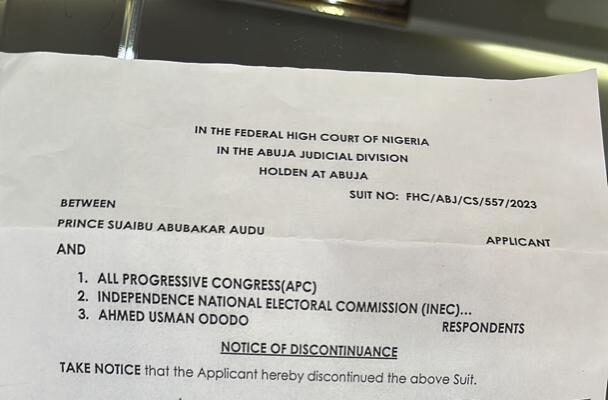 IN THE FEDERAL HIGH COURT OF NIGERIA
IN THE ABUJA JUDICIAL DIVISION
HOLDEN AT ABUJA
SUIT NO: FHC/ABJ/CS/557/2023
BETWEEN
PRINCE SUAIBU ABUBAKAR AUDU
APPLICANT
AND
1. ALL PROGRESSIVE CONGRESS(APC)
2. INDEPENDENCE NATIONAL ELECTORAL COMMISSION (INEC)...
3. AHMED USMAN ODODO
RESPONDENTS
NOTICE OF DISCONTINUANCE
TAKE NOTICE that the Applicant hereby discontinued the above Suit.